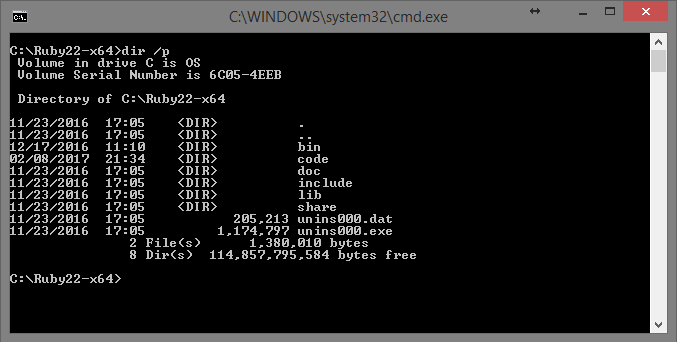 C:\WINDOWS\system32\cmd.exe
C:\Ruby22-x64>dir /p
 Volume in drive C is OS
 Volume Serial Number is 6C05-4EEB

 Directory of C:\Ruby22-x64

11/23/2016  17:05    <DIR>          .
11/23/2016  17:05    <DIR>          ..
12/17/2016  11:10    <DIR>          bin
02/08/2017  21:34    <DIR>          code
11/23/2016  17:05    <DIR>          doc
11/23/2016  17:05    <DIR>          include
11/23/2016  17:05    <DIR>          lib
11/23/2016  17:05    <DIR>          share
11/23/2016  17:05           205,213 unins000.dat
11/23/2016  17:05         1,174,797 unins000.exe
               2 File(s)      1,380,010 bytes
               8 Dir(s)  114,857,795,584 bytes free

C:\Ruby22-x64>